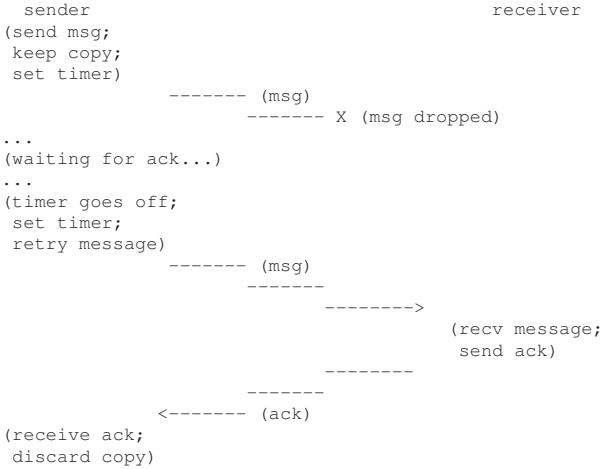 sender receiver
(send msg;
keep copy;
set timer)
------- (msg)
------- X (msg dropped)
...
(waiting for ack...)
...
(timer goes off;
set timer;
retry message)
------- (msg)
-------
-------->
(recv message;
send ack)
--------
-------
<------- (ack)
(receive ack;
discard copy)